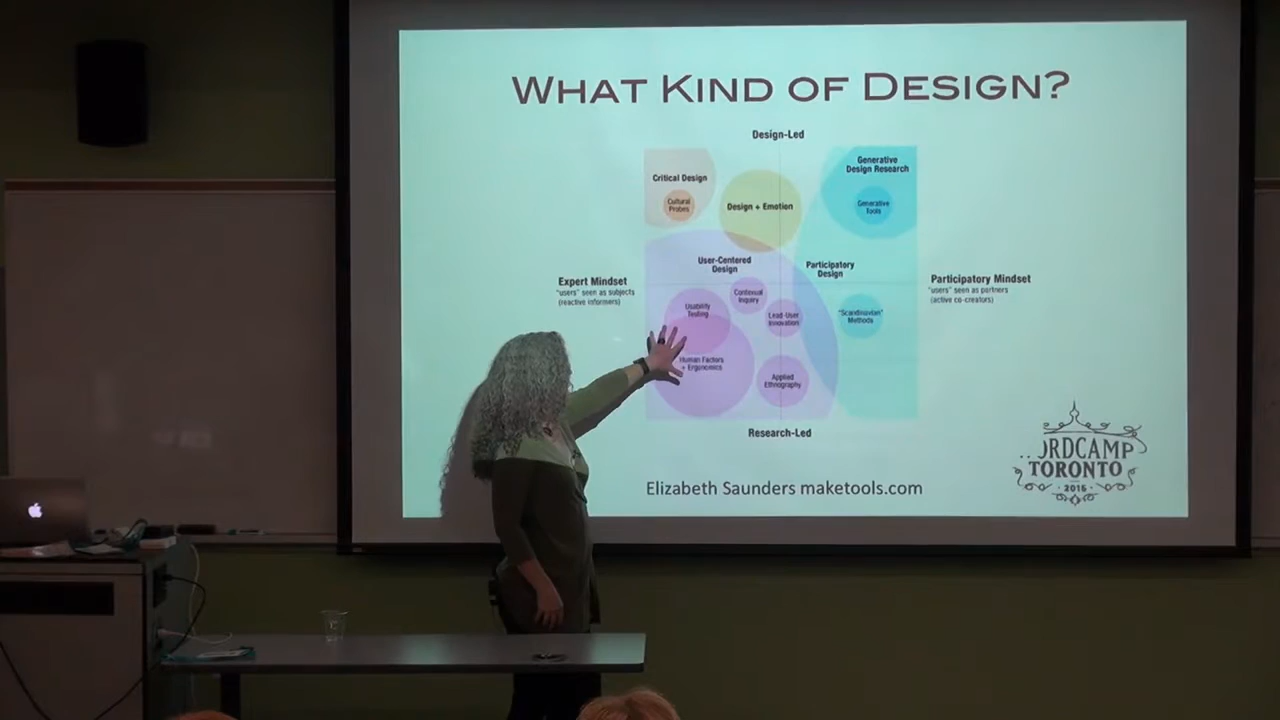 WHAT KIND OF DESIGN?
Design-Led
Critical Design
Cultural
Probes
Design + Emotion
Generative
Design Research
Generative
Tools
User-Centered
Design
Participatory
Design
Expert Mindset
"users" seen as subjects
(reactive informers)
Participatory Mindset
"users" seen as partners
(active co-creators)
Usability
Testing
Contextual
Inquiry
Lead-User
Innovation
"Scandinavian"
Methods
Human Factors
+ Ergonomics
Applied
Ethnography
Research-Led
Elizabeth Saunders maketools.com
ORDCAMP
TORONTO
2015